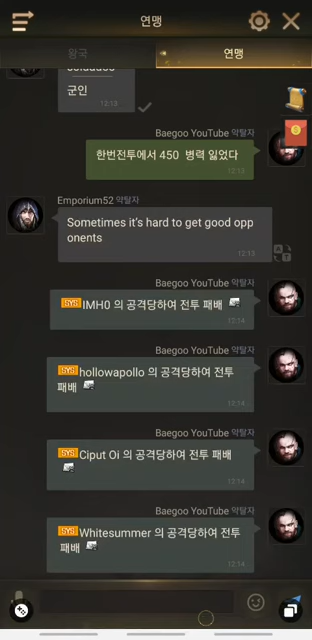 연맹
왕국
연맹
군인
12:13
Baegoo YouTube 약탈자
한번전투에서 450 병력 잃었다
12:13
Emporium52 약탈자
Sometimes it's hard to get good opp
onents
12:13
Baegoo YouTube 약탈자
SYS IMH0 의 공격당하여 전투 패배
12:14
Baegoo YouTube 약탈자
SYS hollowapollo 의 공격당하여 전투
패배
12:14
Baegoo YouTube 약탈자
SYS Ciput Oi 의 공격당하여 전투 패배
12:14
Baegoo YouTube 약탈자
SYS Whitesummer 의 공격당하여 전투
패배
12:14